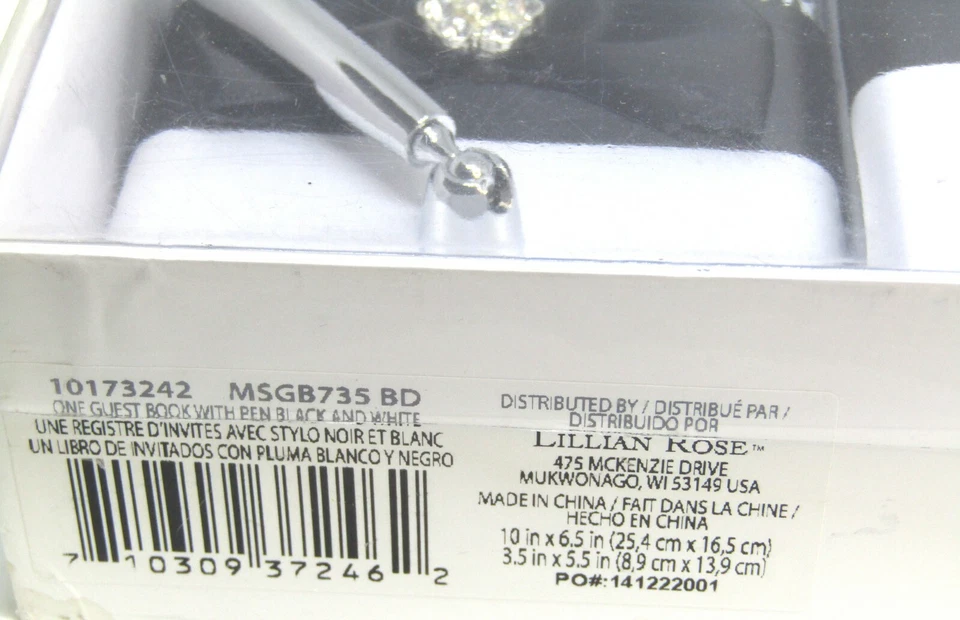 10173242 MSGB735 BD
ONE GUEST BOOK WITH PEN BLACK AND WHITE
UNE REGISTRE D'INVITES AVEC STYLO NOIR ET BLANC
UN LIBRO DE INVITADOS CON PLUMA BLANCO Y NEGRO
7 10309 37246 2
DISTRIBUTED BY / DISTRIBUÉ PAR /
DISTRIBUIDO POR
LILLIAN ROSE™
475 MCKENZIE DRIVE
MUKWONAGO, WI 53149 USA
MADE IN CHINA / FAIT DANS LA CHINE /
HECHO EN CHINA
10 in x 6.5 in (25,4 cm x 16,5 cm)
3.5 in x 5.5 in (8,9 cm x 13,9 cm)
PO#:141222001